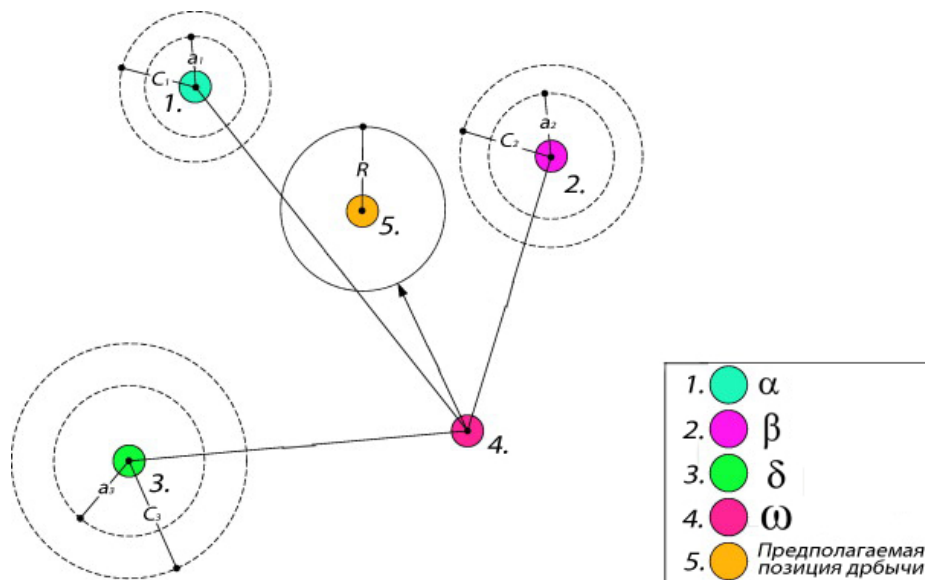 a₁
C₁
1.
a₂
C₂
2.
R
5.
4.
a₃
3.
C₃
1. α
2. β
3. δ
4. ω
5. Предполагаемая
позиция дрбычи